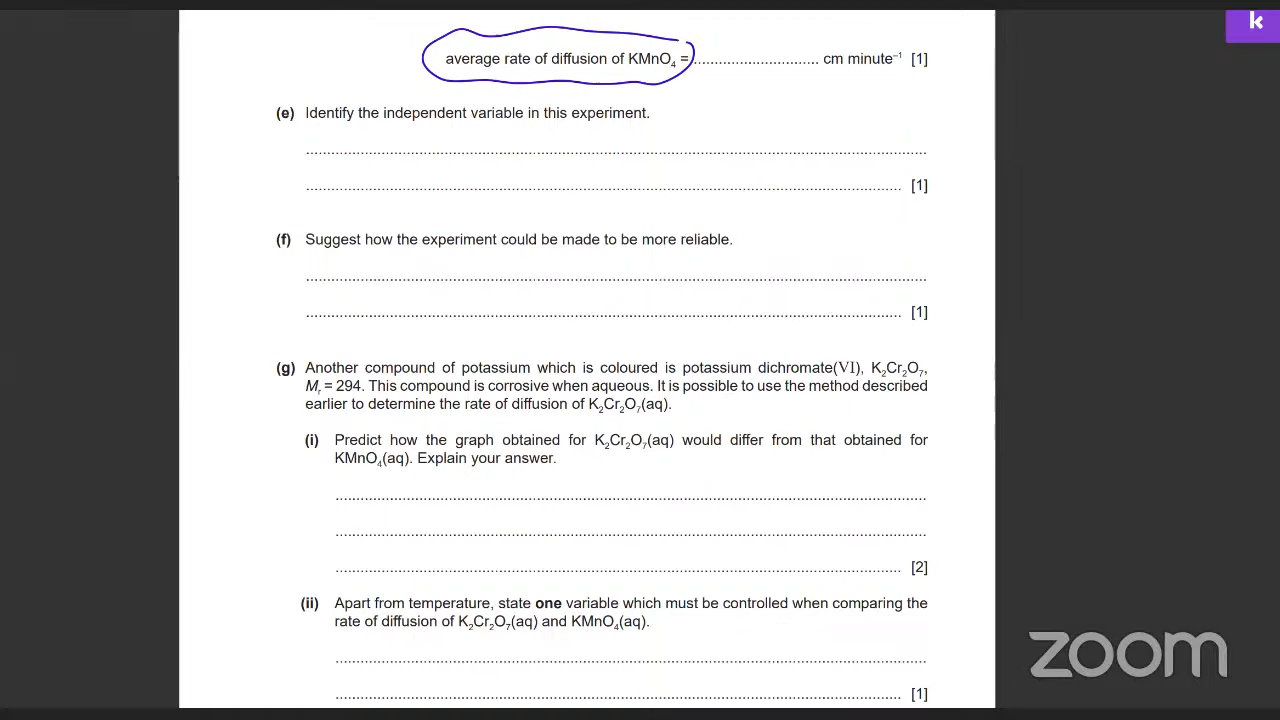 k
average rate of diffusion of KMnO₄ = .............................. cm minute⁻¹ [1]
(e) Identify the independent variable in this experiment.
[1]
(f) Suggest how the experiment could be made to be more reliable.
[1]
(g) Another compound of potassium which is coloured is potassium dichromate(VI), K₂Cr₂O₇,
Mᵣ = 294. This compound is corrosive when aqueous. It is possible to use the method described
earlier to determine the rate of diffusion of K₂Cr₂O₇(aq).
(i) Predict how the graph obtained for K₂Cr₂O₇(aq) would differ from that obtained for
KMnO₄(aq). Explain your answer.
[2]
(ii) Apart from temperature, state one variable which must be controlled when comparing the
rate of diffusion of K₂Cr₂O₇(aq) and KMnO₄(aq).
[1]
zoom